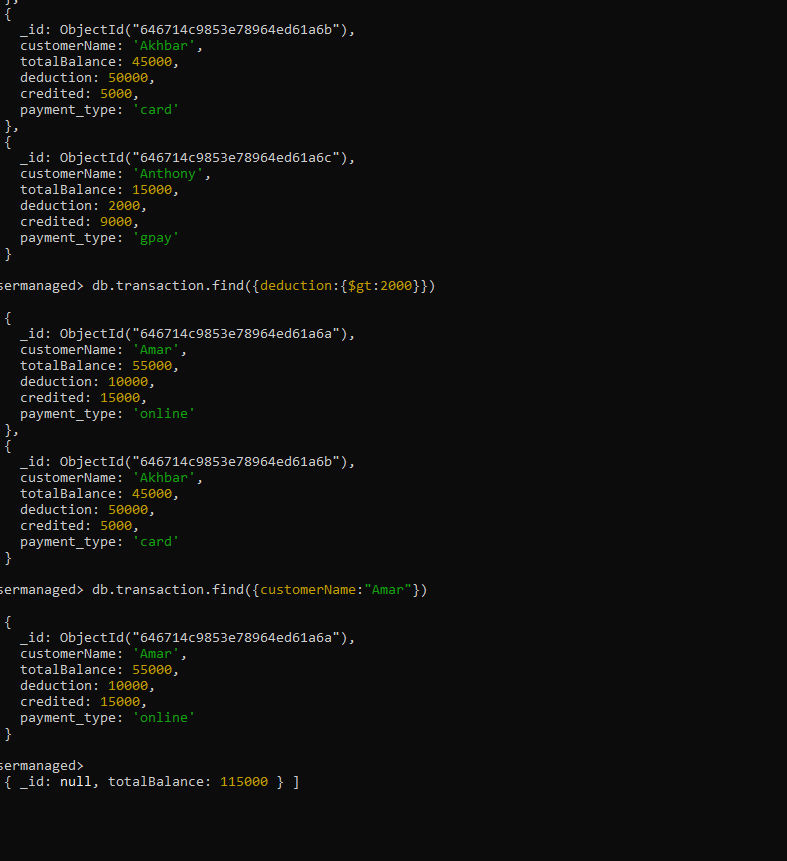 },
{
_id: ObjectId("646714c9853e78964ed61a6b"),
customerName: 'Akhbar',
totalBalance: 45000,
deduction: 50000,
credited: 5000,
payment_type: 'card'
},
{
_id: ObjectId("646714c9853e78964ed61a6c"),
customerName: 'Anthony',
totalBalance: 15000,
deduction: 2000,
credited: 9000,
payment_type: 'gpay'
}
sermanaged> db.transaction.find({deduction:{$gt:2000}})
{
_id: ObjectId("646714c9853e78964ed61a6a"),
customerName: 'Amar',
totalBalance: 55000,
deduction: 10000,
credited: 15000,
payment_type: 'online'
},
{
_id: ObjectId("646714c9853e78964ed61a6b"),
customerName: 'Akhbar',
totalBalance: 45000,
deduction: 50000,
credited: 5000,
payment_type: 'card'
}
sermanaged> db.transaction.find({customerName:"Amar"})
{
_id: ObjectId("646714c9853e78964ed61a6a"),
customerName: 'Amar',
totalBalance: 55000,
deduction: 10000,
credited: 15000,
payment_type: 'online'
}
sermanaged>
{ _id: null, totalBalance: 115000 } ]